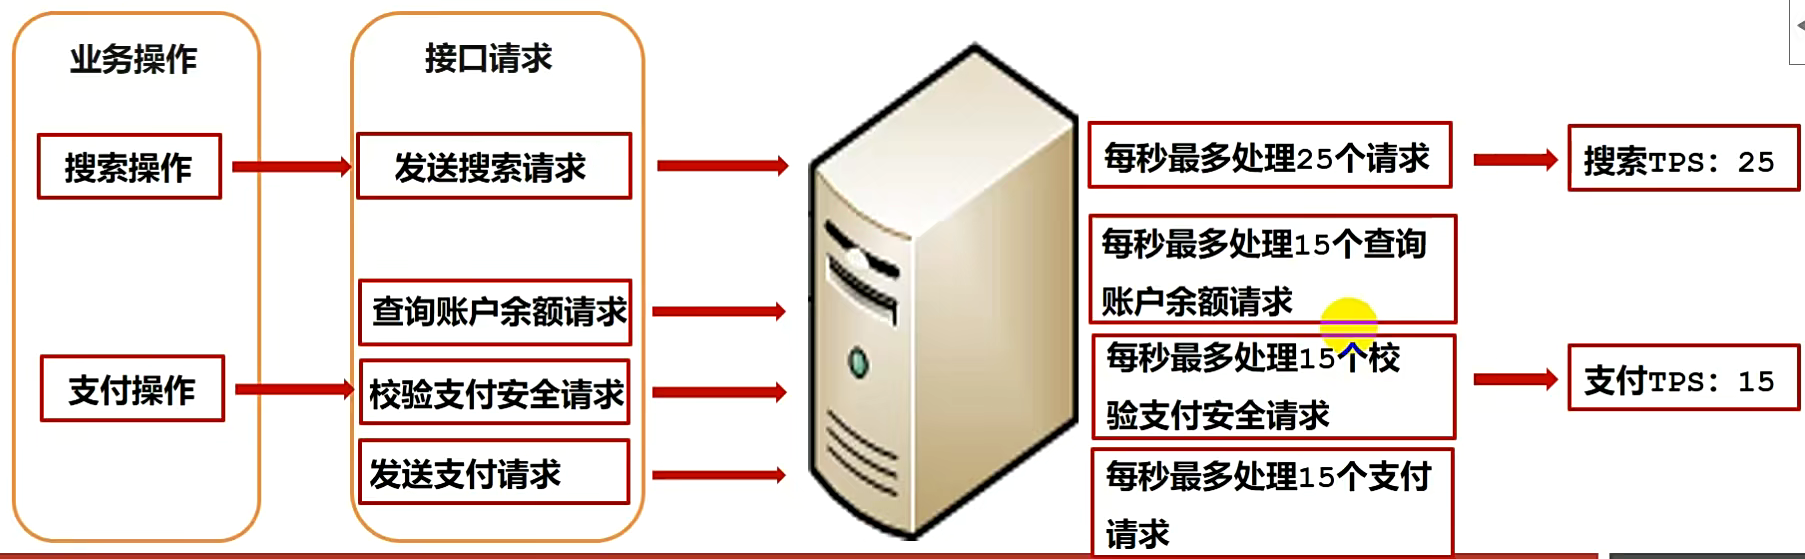 业务操作
接口请求
搜索操作
发送搜索请求
每秒最多处理25个请求
搜索TPS：25
查询账户余额请求
每秒最多处理15个查询
账户余额请求
支付操作
校验支付安全请求
每秒最多处理15个校
验支付安全请求
支付TPS：15
发送支付请求
每秒最多处理15个支付
请求